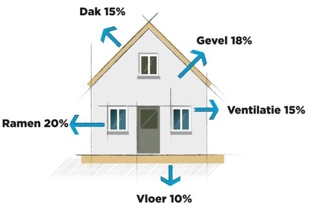 Dak 15%
Gevel 18%
Ventilatie 15%
Ramen 20%
Vloer 10%